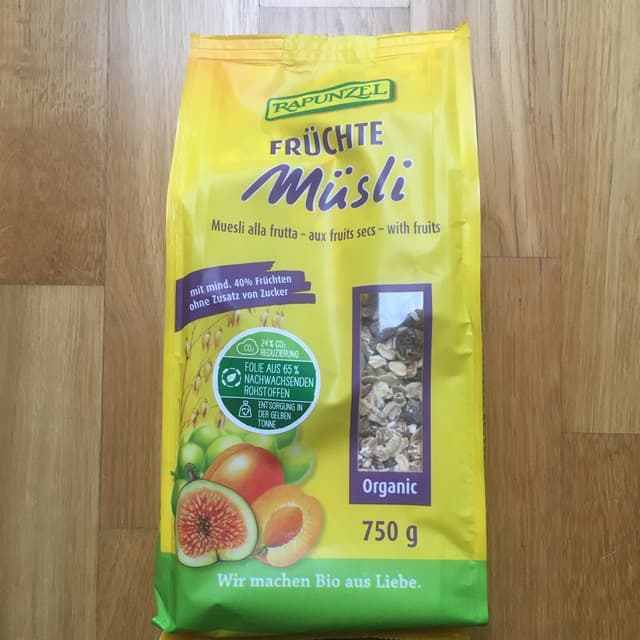 RAPUNZEL
FRÜCHTE
Müsli
Muesli alla frutta - aux fruits secs - with fruits
mit mind. 40% Früchten
ohne Zusatz von Zucker
CO₂
24% CO₂
REDUZIERUNG
FOLIE AUS 65%
NACHWACHSENDEN
ROHSTOFFEN
ENTSORGUNG IN
DER GELBEN
TONNE
Organic
750 g
Wir machen Bio aus Liebe.